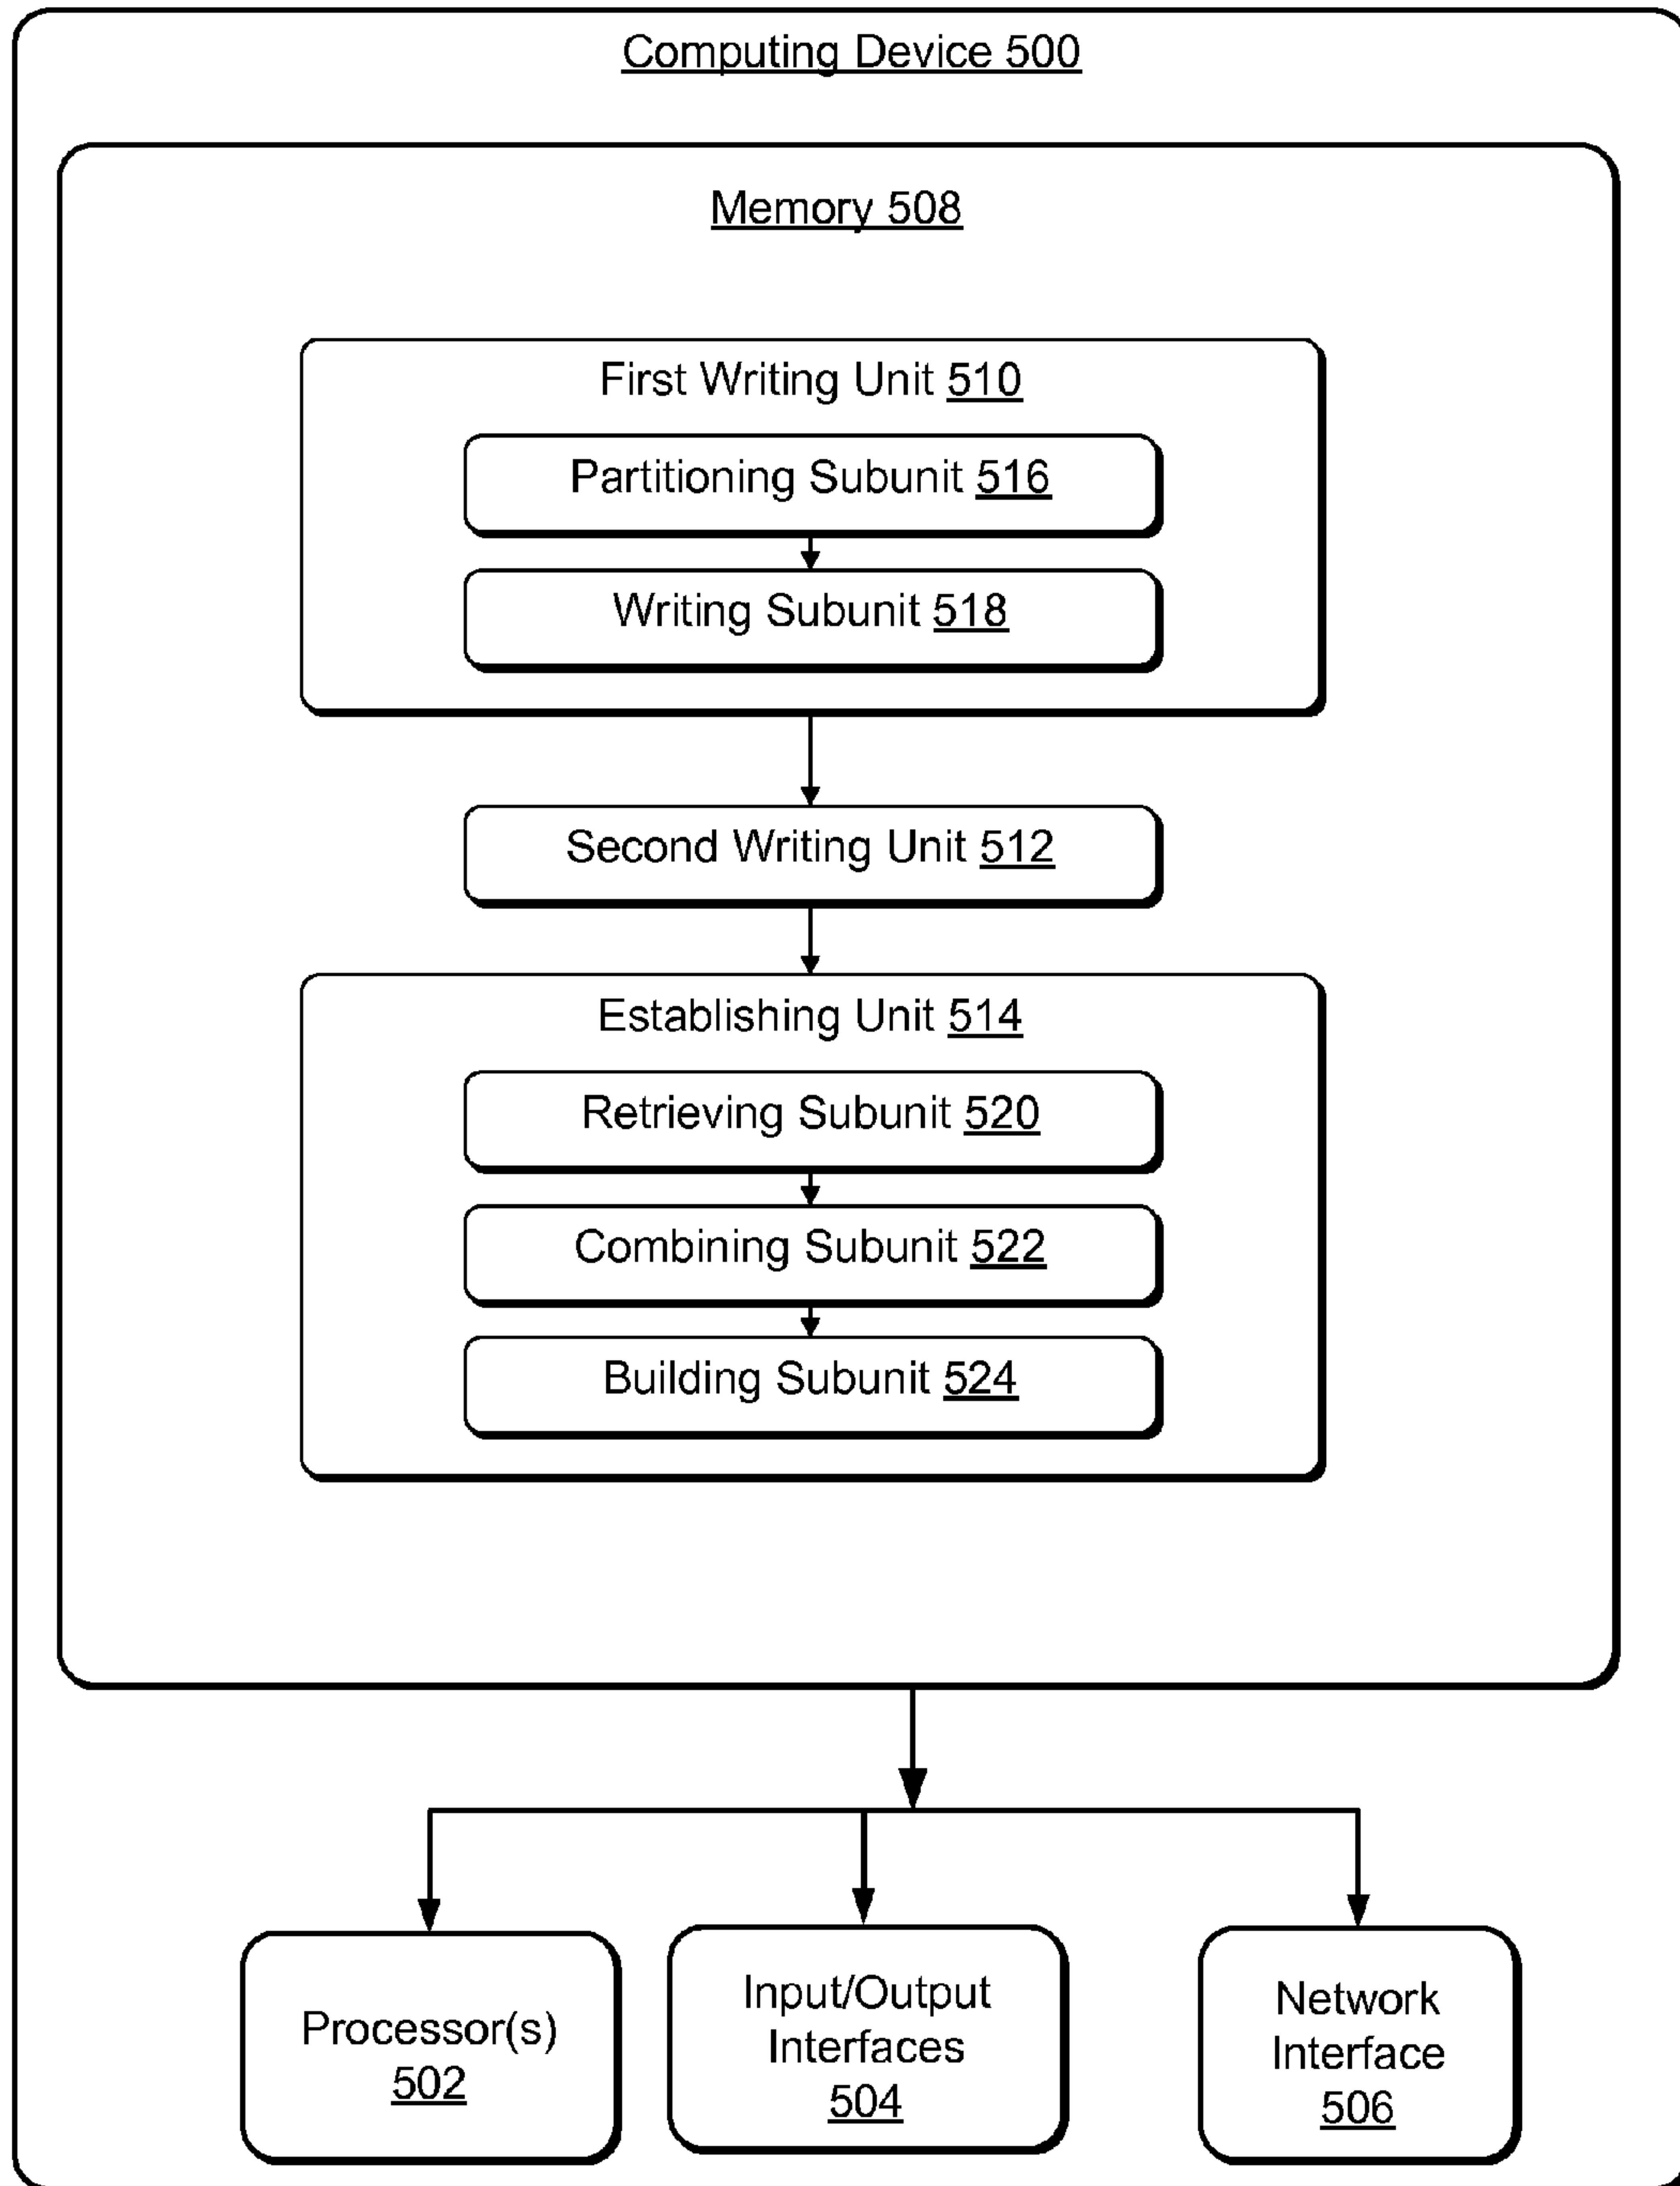 Computing Device 500
Memory 508
First Writing Unit 510
Partitioning Subunit 516
Writing Subunit 518
Second Writing Unit 512
Establishing Unit 514
Retrieving Subunit 520
Combining Subunit 522
Building Subunit 524
Processor(s)
502
Input/Output
Interfaces
504
Network
Interface
506